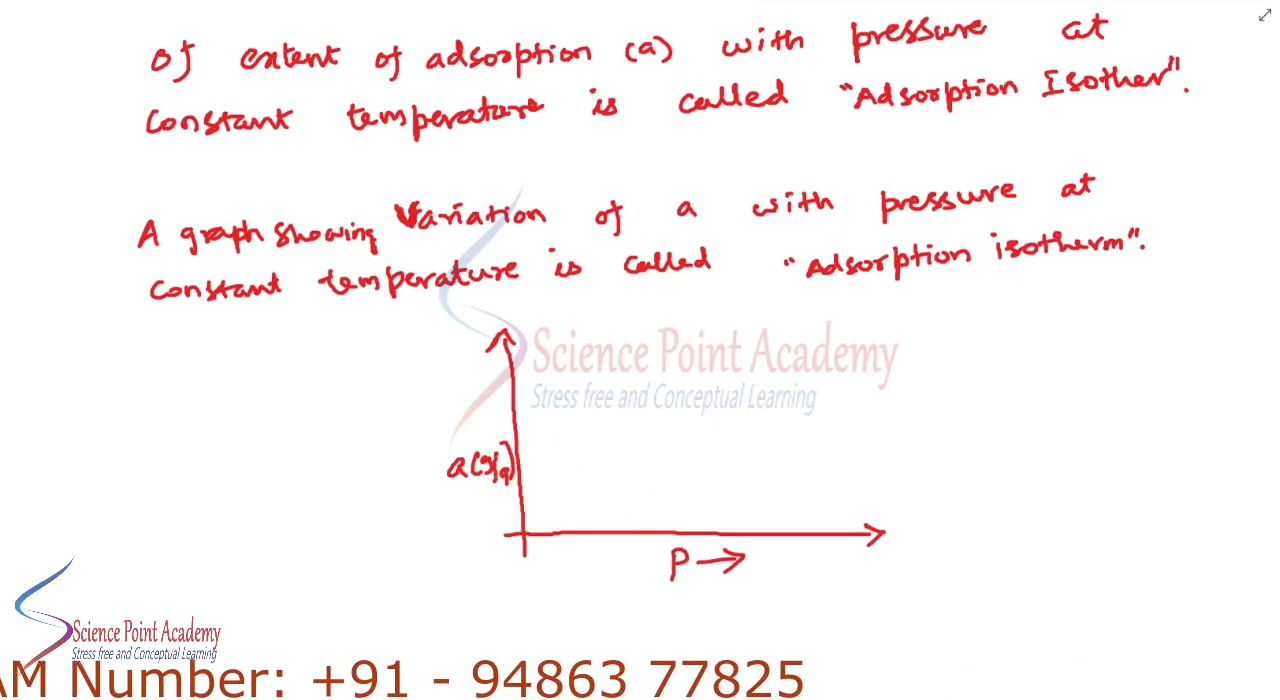 of extent of adsorption (a) with pressure at
constant temperature is called "Adsorption Isother".
A graph showing Variation of a with pressure at
constant temperature is called "Adsorption isotherm".
Science Point Academy
Stress free and Conceptual Learning
P →
Science Point Academy
Stress free and Conceptual Learning
AM Number: +91 - 94863 77825